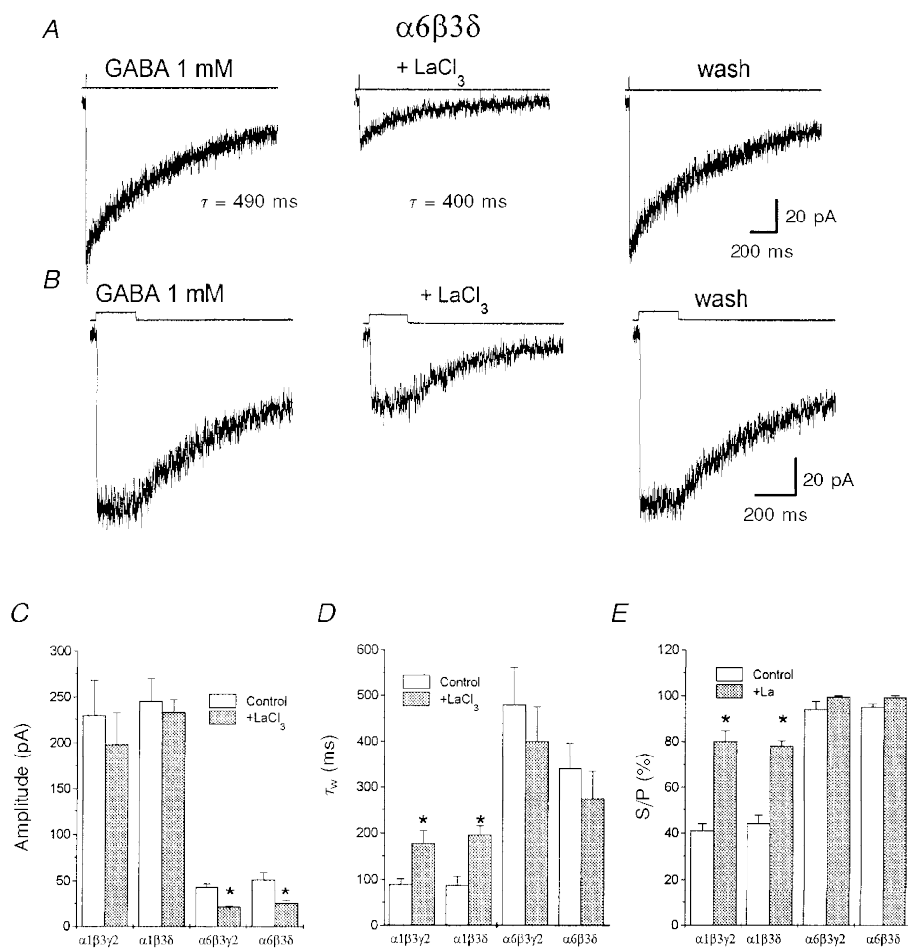 α6β3δ
A
GABA 1 mM
+ LaCl3
wash
τ = 490 ms
τ = 400 ms
20 pA
200 ms
B
GABA 1 mM
+ LaCl3
wash
20 pA
200 ms
C
Amplitude (pA)
300
250
200
150
100
50
0
Control
+LaCl3
*
*
α1β3γ2
α1β3δ
α6β3γ2
α6β3δ
D
τw (ms)
600
500
400
300
200
100
0
Control
+LaCl3
*
*
α1β3γ2
α1β3δ
α6β3γ2
α6β3δ
E
S/P (%)
120
100
80
60
40
20
0
Control
+La
*
*
α1β3γ2
α1β3δ
α6β3γ2
α6β3δ